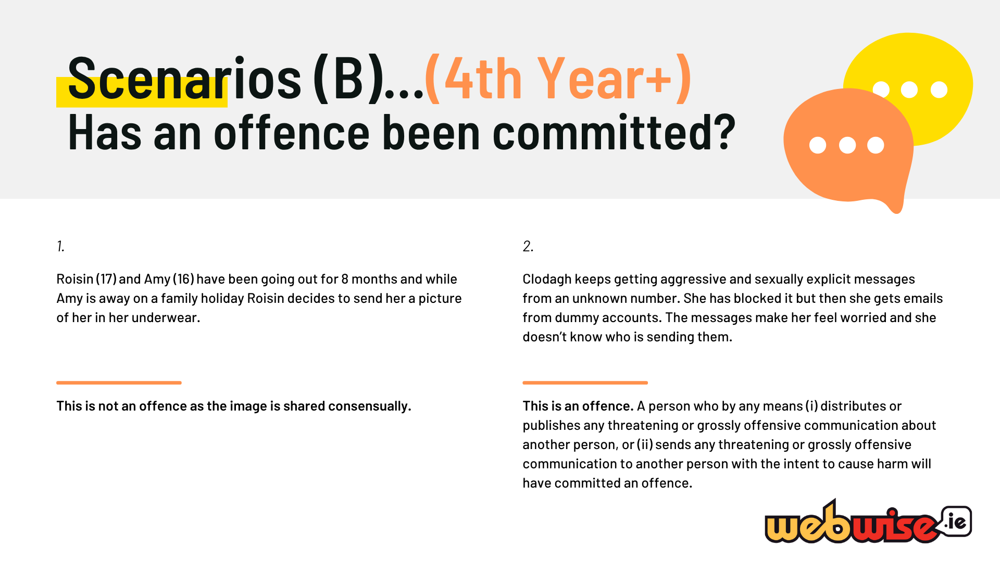 Scenarios (B)...(4th Year+)
Has an offence been committed?
1.
Roisin (17) and Amy (16) have been going out for 8 months and while
Amy is away on a family holiday Roisin decides to send her a picture
of her in her underwear.
This is not an offence as the image is shared consensually.
2.
Clodagh keeps getting aggressive and sexually explicit messages
from an unknown number. She has blocked it but then she gets emails
from dummy accounts. The messages make her feel worried and she
doesn’t know who is sending them.
This is an offence. A person who by any means (i) distributes or
publishes any threatening or grossly offensive communication about
another person, or (ii) sends any threatening or grossly offensive
communication to another person with the intent to cause harm will
have committed an offence.
webwise.ie